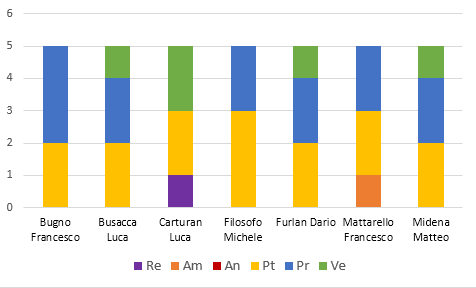 6
5
4
3
2
1
0
Bugno Busacca Carturan Filosofo Furlan Dario Mattarello Midena
Francesco Luca Luca Michele Francesco Matteo
Re Am An Pt Pr Ve